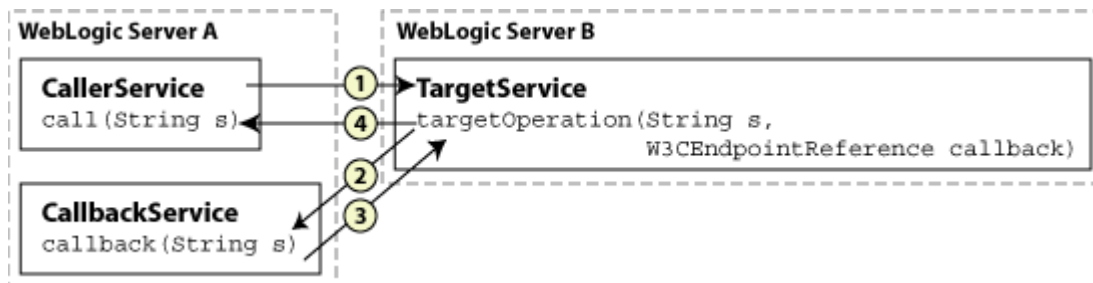 WebLogic Server A
CallerService
call(String s)
CallbackService
callback(String s)
1
4
2
3
WebLogic Server B
TargetService
targetOperation(String s,
W3CEndpointReference callback)